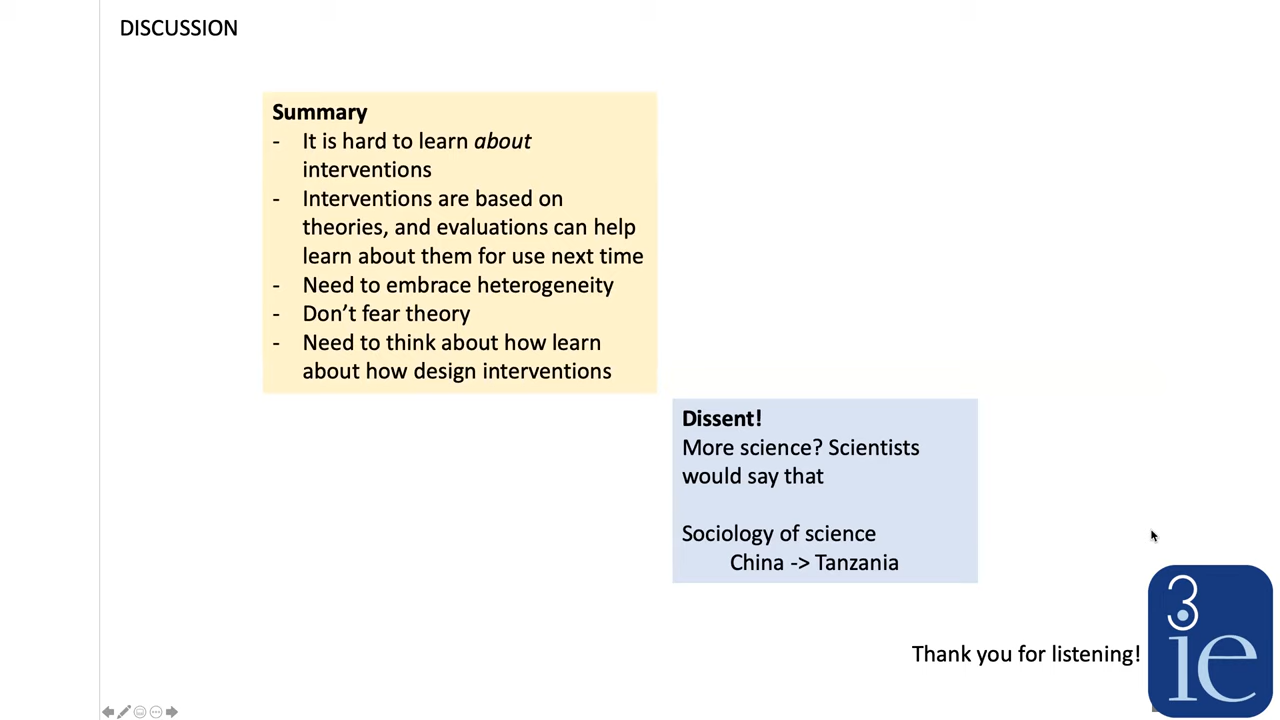 DISCUSSION
Summary
- It is hard to learn about
interventions
- Interventions are based on
theories, and evaluations can help
learn about them for use next time
- Need to embrace heterogeneity
- Don’t fear theory
- Need to think about how learn
about how design interventions
Dissent!
More science? Scientists
would say that
Sociology of science
China -> Tanzania
Thank you for listening!
3
ie